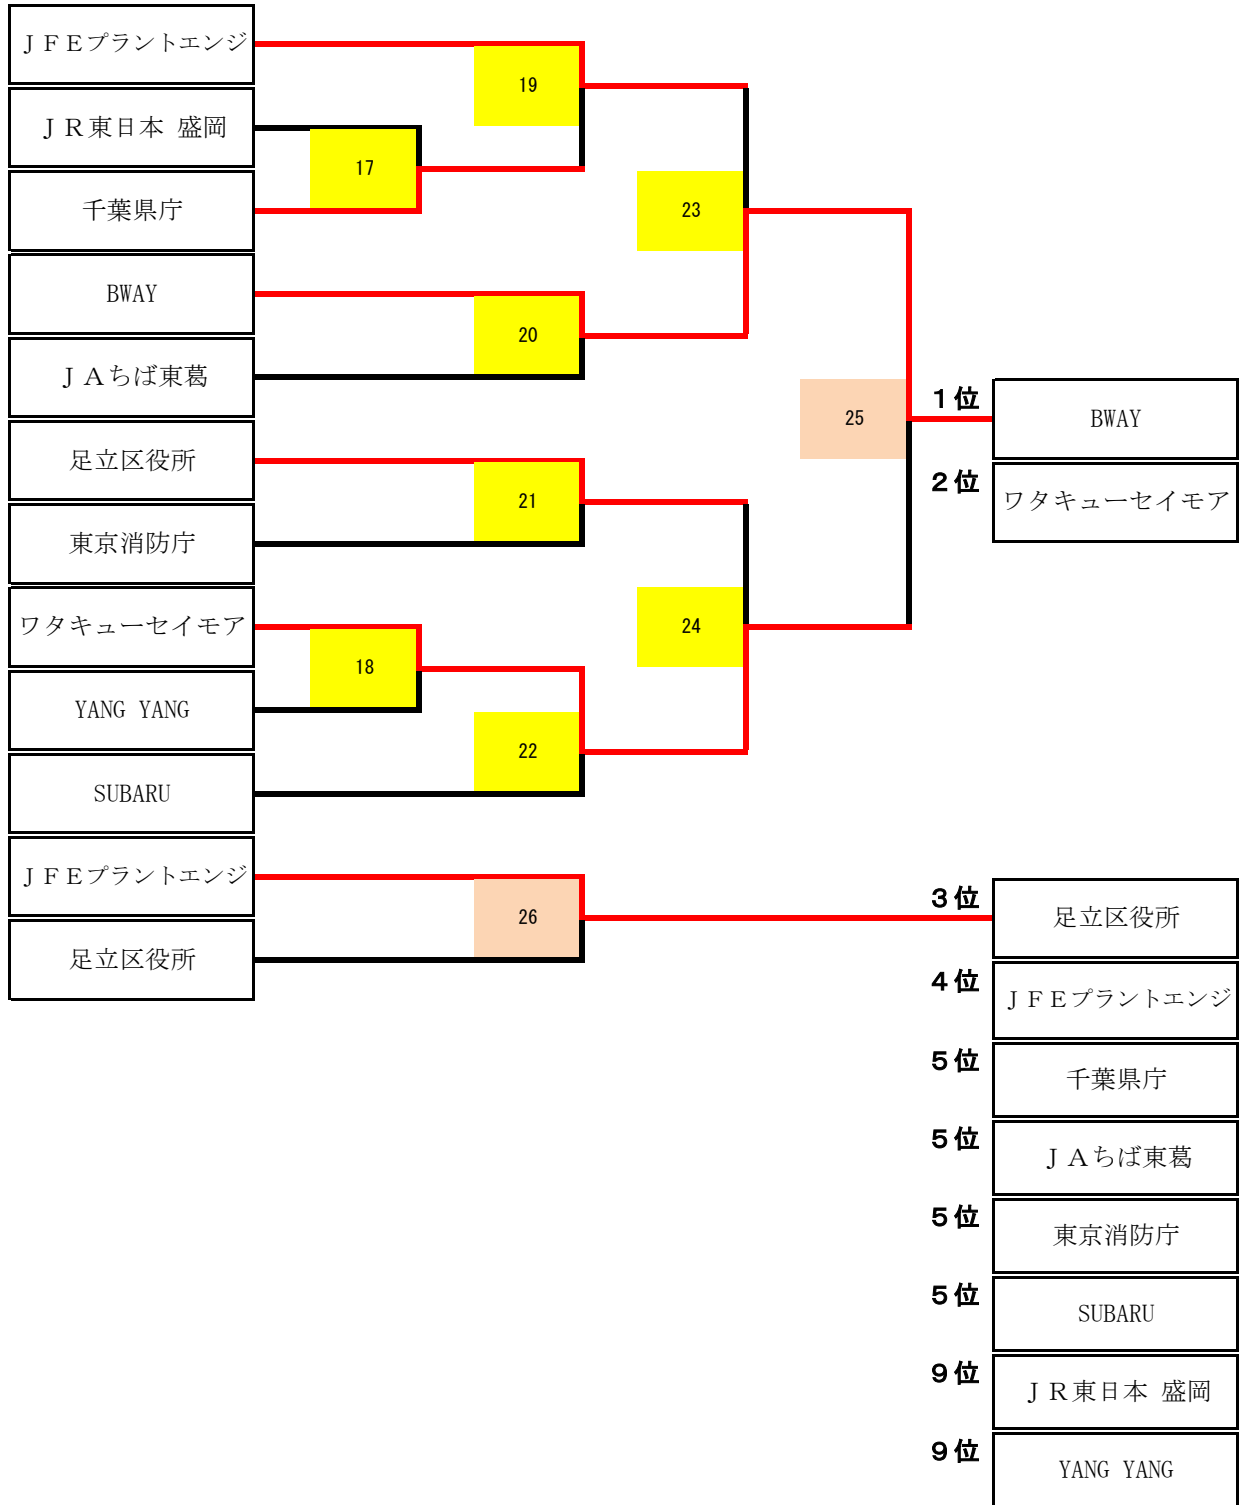 ＪＦＥプラントエンジ
19
ＪＲ東日本 盛岡
17
千葉県庁
23
BWAY
20
ＪＡちば東葛
25
１位
BWAY
足立区役所
２位
ワタキューセイモア
21
東京消防庁
ワタキューセイモア
24
18
YANG YANG
22
SUBARU
ＪＦＥプラントエンジ
26
３位
足立区役所
足立区役所
４位
ＪＦＥプラントエンジ
５位
千葉県庁
５位
ＪＡちば東葛
５位
東京消防庁
５位
SUBARU
９位
ＪＲ東日本 盛岡
９位
YANG YANG